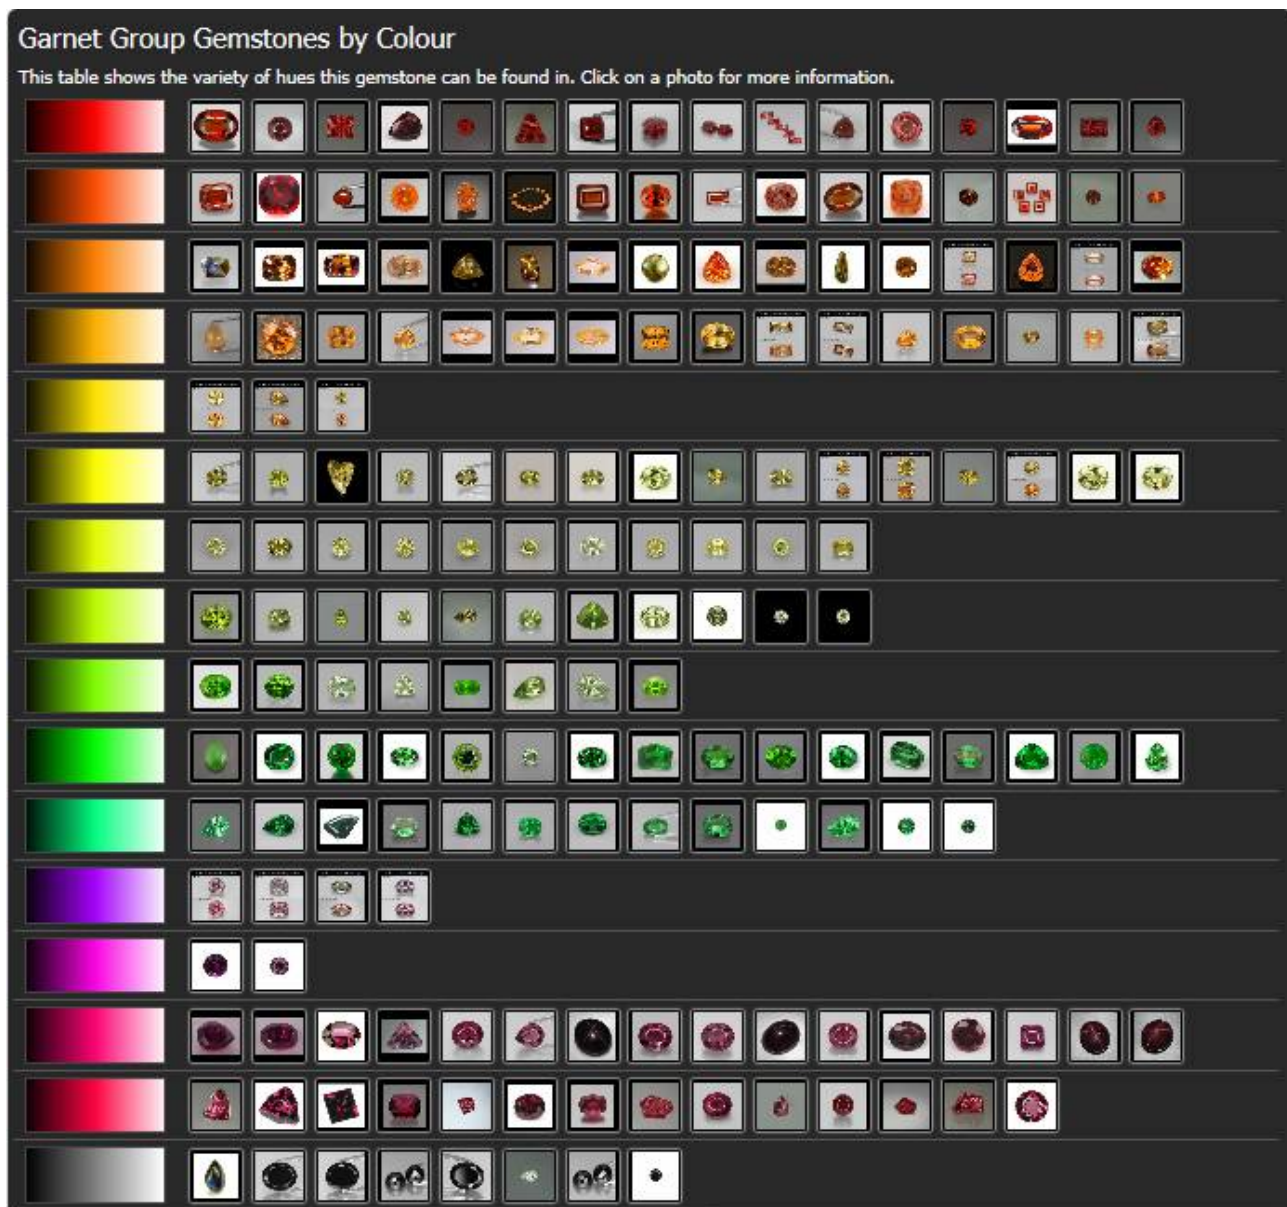 Garnet Group Gemstones by Colour
This table shows the variety of hues this gemstone can be found in. Click on a photo for more information.